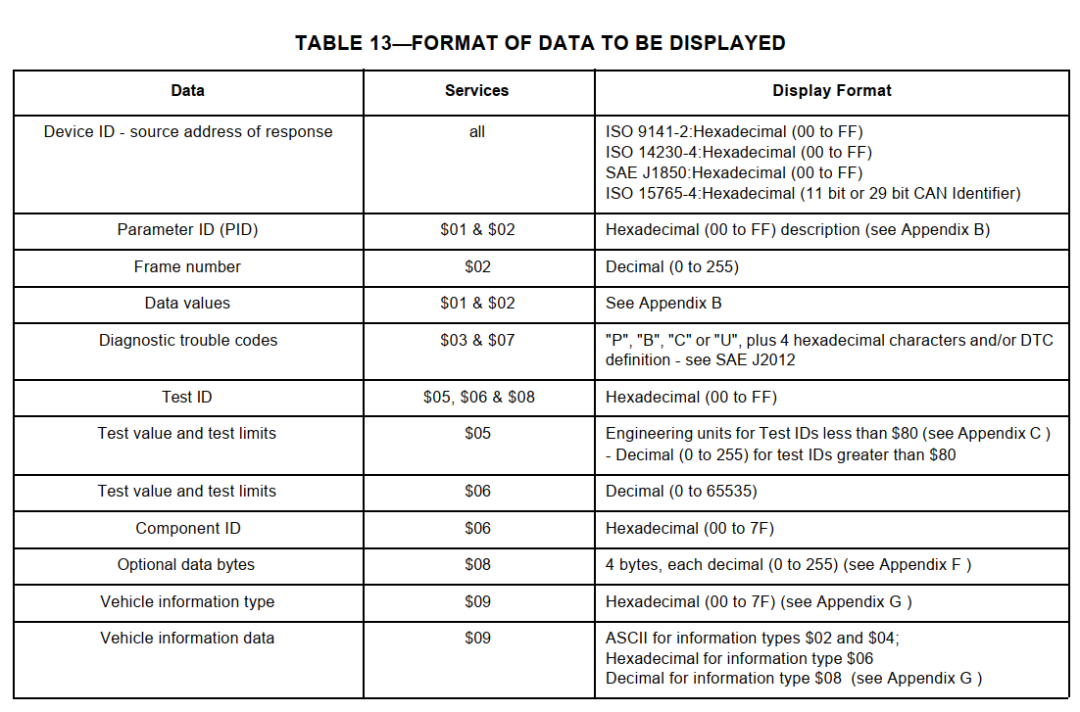 TABLE 13—FORMAT OF DATA TO BE DISPLAYED
Data Services Display Format
Device ID - source address of response all ISO 9141-2:Hexadecimal (00 to FF)
ISO 14230-4:Hexadecimal (00 to FF)
SAE J1850:Hexadecimal (00 to FF)
ISO 15765-4:Hexadecimal (11 bit or 29 bit CAN Identifier)
Parameter ID (PID) $01 & $02 Hexadecimal (00 to FF) description (see Appendix B)
Frame number $02 Decimal (0 to 255)
Data values $01 & $02 See Appendix B
Diagnostic trouble codes $03 & $07 "P", "B", "C" or "U", plus 4 hexadecimal characters and/or DTC
definition - see SAE J2012
Test ID $05, $06 & $08 Hexadecimal (00 to FF)
Test value and test limits $05 Engineering units for Test IDs less than $80 (see Appendix C )
- Decimal (0 to 255) for test IDs greater than $80
Test value and test limits $06 Decimal (0 to 65535)
Component ID $06 Hexadecimal (00 to 7F)
Optional data bytes $08 4 bytes, each decimal (0 to 255) (see Appendix F )
Vehicle information type $09 Hexadecimal (00 to 7F) (see Appendix G )
Vehicle information data $09 ASCII for information types $02 and $04;
Hexadecimal for information type $06
Decimal for information type $08 (see Appendix G )